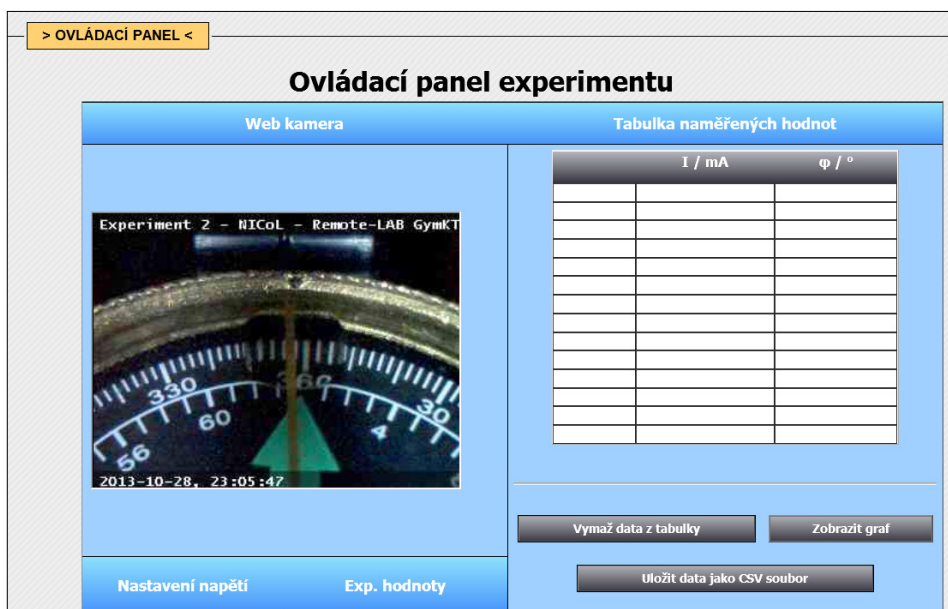 > OVLÁDACÍ PANEL <
Ovládací panel experimentu
Web kamera
Tabulka naměřených hodnot
I / mA φ / °
Experiment 2 - NICoL - Remote-LAB GymKT
330 360 30
56 60 4
2013-10-28, 23:05:47
Vymaž data z tabulky
Zobrazit graf
Uložit data jako CSV soubor
Nastavení napětí
Exp. hodnoty